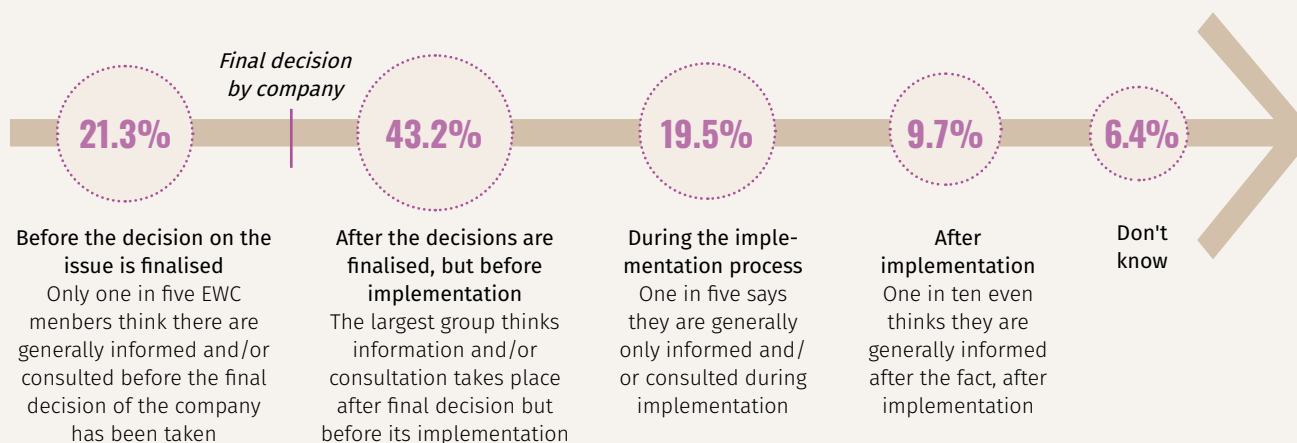 Final decision
by company
21.3%
43.2%
19.5%
9.7%
6.4%
Before the decision on the
issue is finalised
Only one in five EWC
menbers think there are
generally informed and/or
consulted before the final
decision of the company
has been taken
After the decisions are
finalised, but before
implementation
The largest group thinks
information and/or
consultation takes place
after final decision but
before its implementation
During the imple-
mentation process
One in five says
they are generally
only informed and/
or consulted during
implementation
After
implementation
One in ten even
thinks they are
generally informed
after the fact, after
implementation
Don't
know